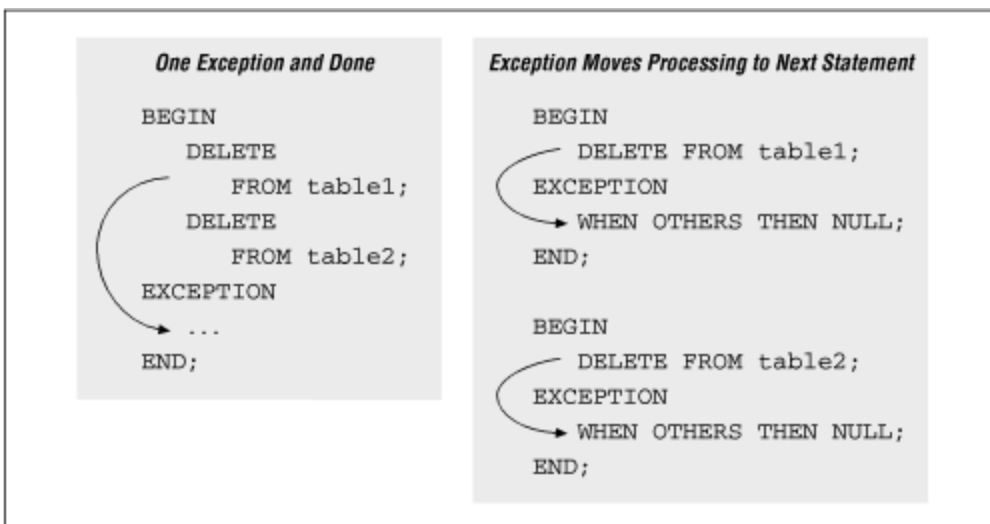 One Exception and Done
BEGIN
DELETE
FROM table1;
DELETE
FROM table2;
EXCEPTION
...
END;
Exception Moves Processing to Next Statement
BEGIN
DELETE FROM table1;
EXCEPTION
WHEN OTHERS THEN NULL;
END;
BEGIN
DELETE FROM table2;
EXCEPTION
WHEN OTHERS THEN NULL;
END;